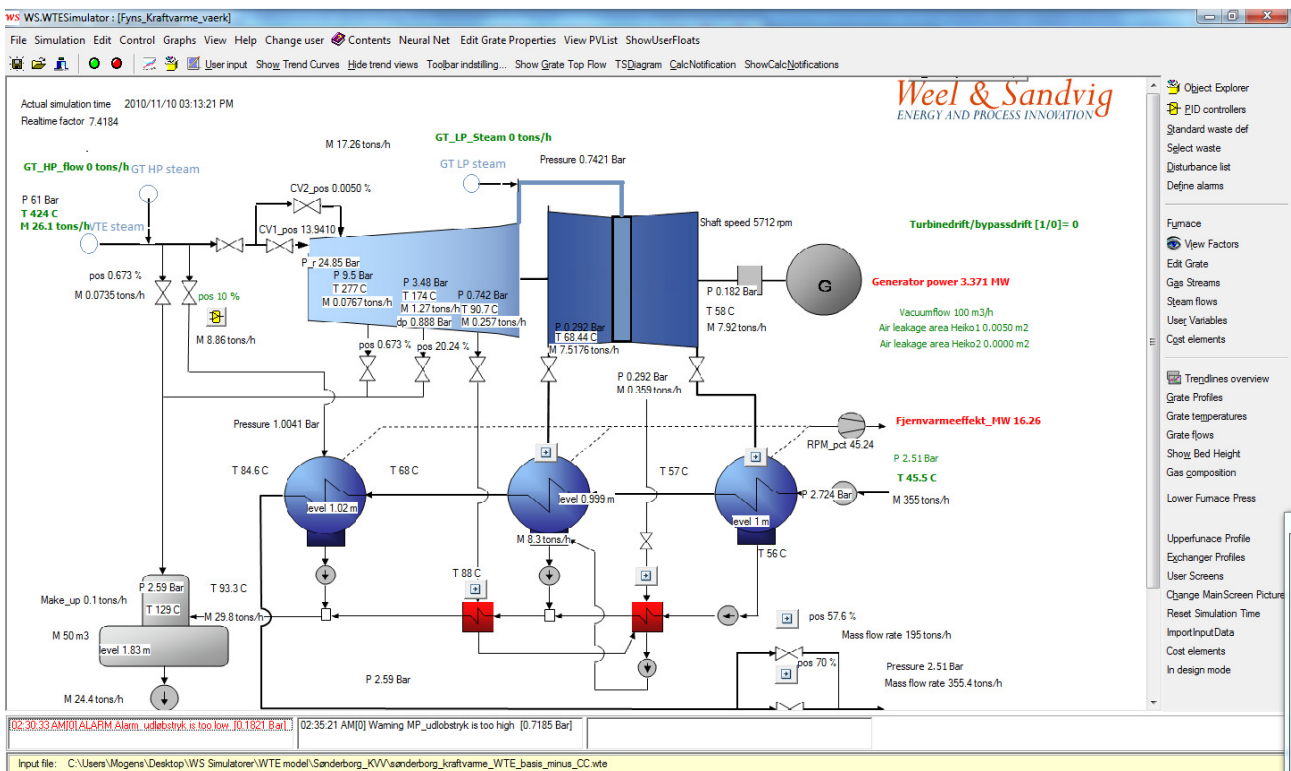 WS WS.WTESimulator : [Fyns_Kraftvarme_vaerk]
File Simulation Edit Control Graphs View Help Change user Contents Neural Net Edit Grate Properties View PVList ShowUserFloats
User input Show Trend Curves Hide trend views Toolbar indstilling... Show Grate Top Flow TSDiagram CalcNotification ShowCalcNotifications
Weel & Sandvig
ENERGY AND PROCESS INNOVATION
Actual simulation time 2010/11/10 03:13:21 PM
Realtime factor 7.4184
M 17.26 tons/h
GT_LP_Steam 0 tons/h
GT_HP_flow 0 tons/h GT HP steam
GT LP steam
Pressure 0.7421 Bar
P 61 Bar
T 424 C
M 26.1 tons/h VTE steam
CV2_pos 0.0050 %
CV1_pos 13.9410
Shaft speed 5712 rpm
Turbinedrift/bypassdrift [1/0]= 0
P_r 24.85 Bar
P 9.5 Bar
T 277 C
M 0.0767 tons/h
P 3.48 Bar
T 174 C
M 1.27 tons/h
dp 0.888 Bar
P 0.742 Bar
T 90.7 C
M 0.257 tons/h
pos 0.673 %
M 0.0735 tons/h
pos 10 %
M 8.86 tons/h
P 0.292 Bar
T 68.44 C
M 7.5176 tons/h
P 0.182 Bar
T 58 C
M 7.92 tons/h
G
Generator power 3.371 MW
Vacuumflow 100 m3/h
Air leakage area Heiko1 0.0050 m2
Air leakage area Heiko2 0.0000 m2
pos 0.673 % pos 20.24 %
P 0.292 Bar
M 0.359 tons/h
Pressure 1.0041 Bar
Fjernvarmeeffekt_MW 16.26
RPM_pct 45.24
P 2.51 Bar
T 45.5 C
T 84.6 C
T 68 C
T 57 C
P 2.724 Bar
M 355 tons/h
level 1.02 m
level 0.999 m
level 1 m
M 8.3 tons/h
T 56 C
T 88 C
P 2.59 Bar
T 129 C
T 93.3 C
Make_up 0.1 tons/h
M 29.8 tons/h
M 50 m3
level 1.83 m
pos 57.6 %
Mass flow rate 195 tons/h
pos 70 %
Pressure 2.51 Bar
Mass flow rate 355.4 tons/h
P 2.59 Bar
M 24.4 tons/h
Object Explorer
PID controllers
Standard waste def
Select waste
Disturbance list
Define alarms
Furnace
View Factors
Edit Grate
Gas Streams
Steam flows
User Variables
Cost elements
Trendlines overview
Grate Profiles
Grate temperatures
Grate flows
Show Bed Height
Gas composition
Lower Furnace Press
Upperfunace Profile
Exchanger Profiles
User Screens
Change MainScreen Picture
Reset Simulation Time
ImportInputData
Cost elements
In design mode
02:30:33 AM[0] ALARM Alarm_udløbstryk is too low [0.1821 Bar]
02:35:21 AM[0] Warning MP_udlobstryk is too high [0.7185 Bar]
Input file: C:\Users\Mogens\Desktop\WS Simulatorer\WTE model\Sønderborg_KVV\sønderborg_kraftvarme_WTE_basis_minus_CC.wte